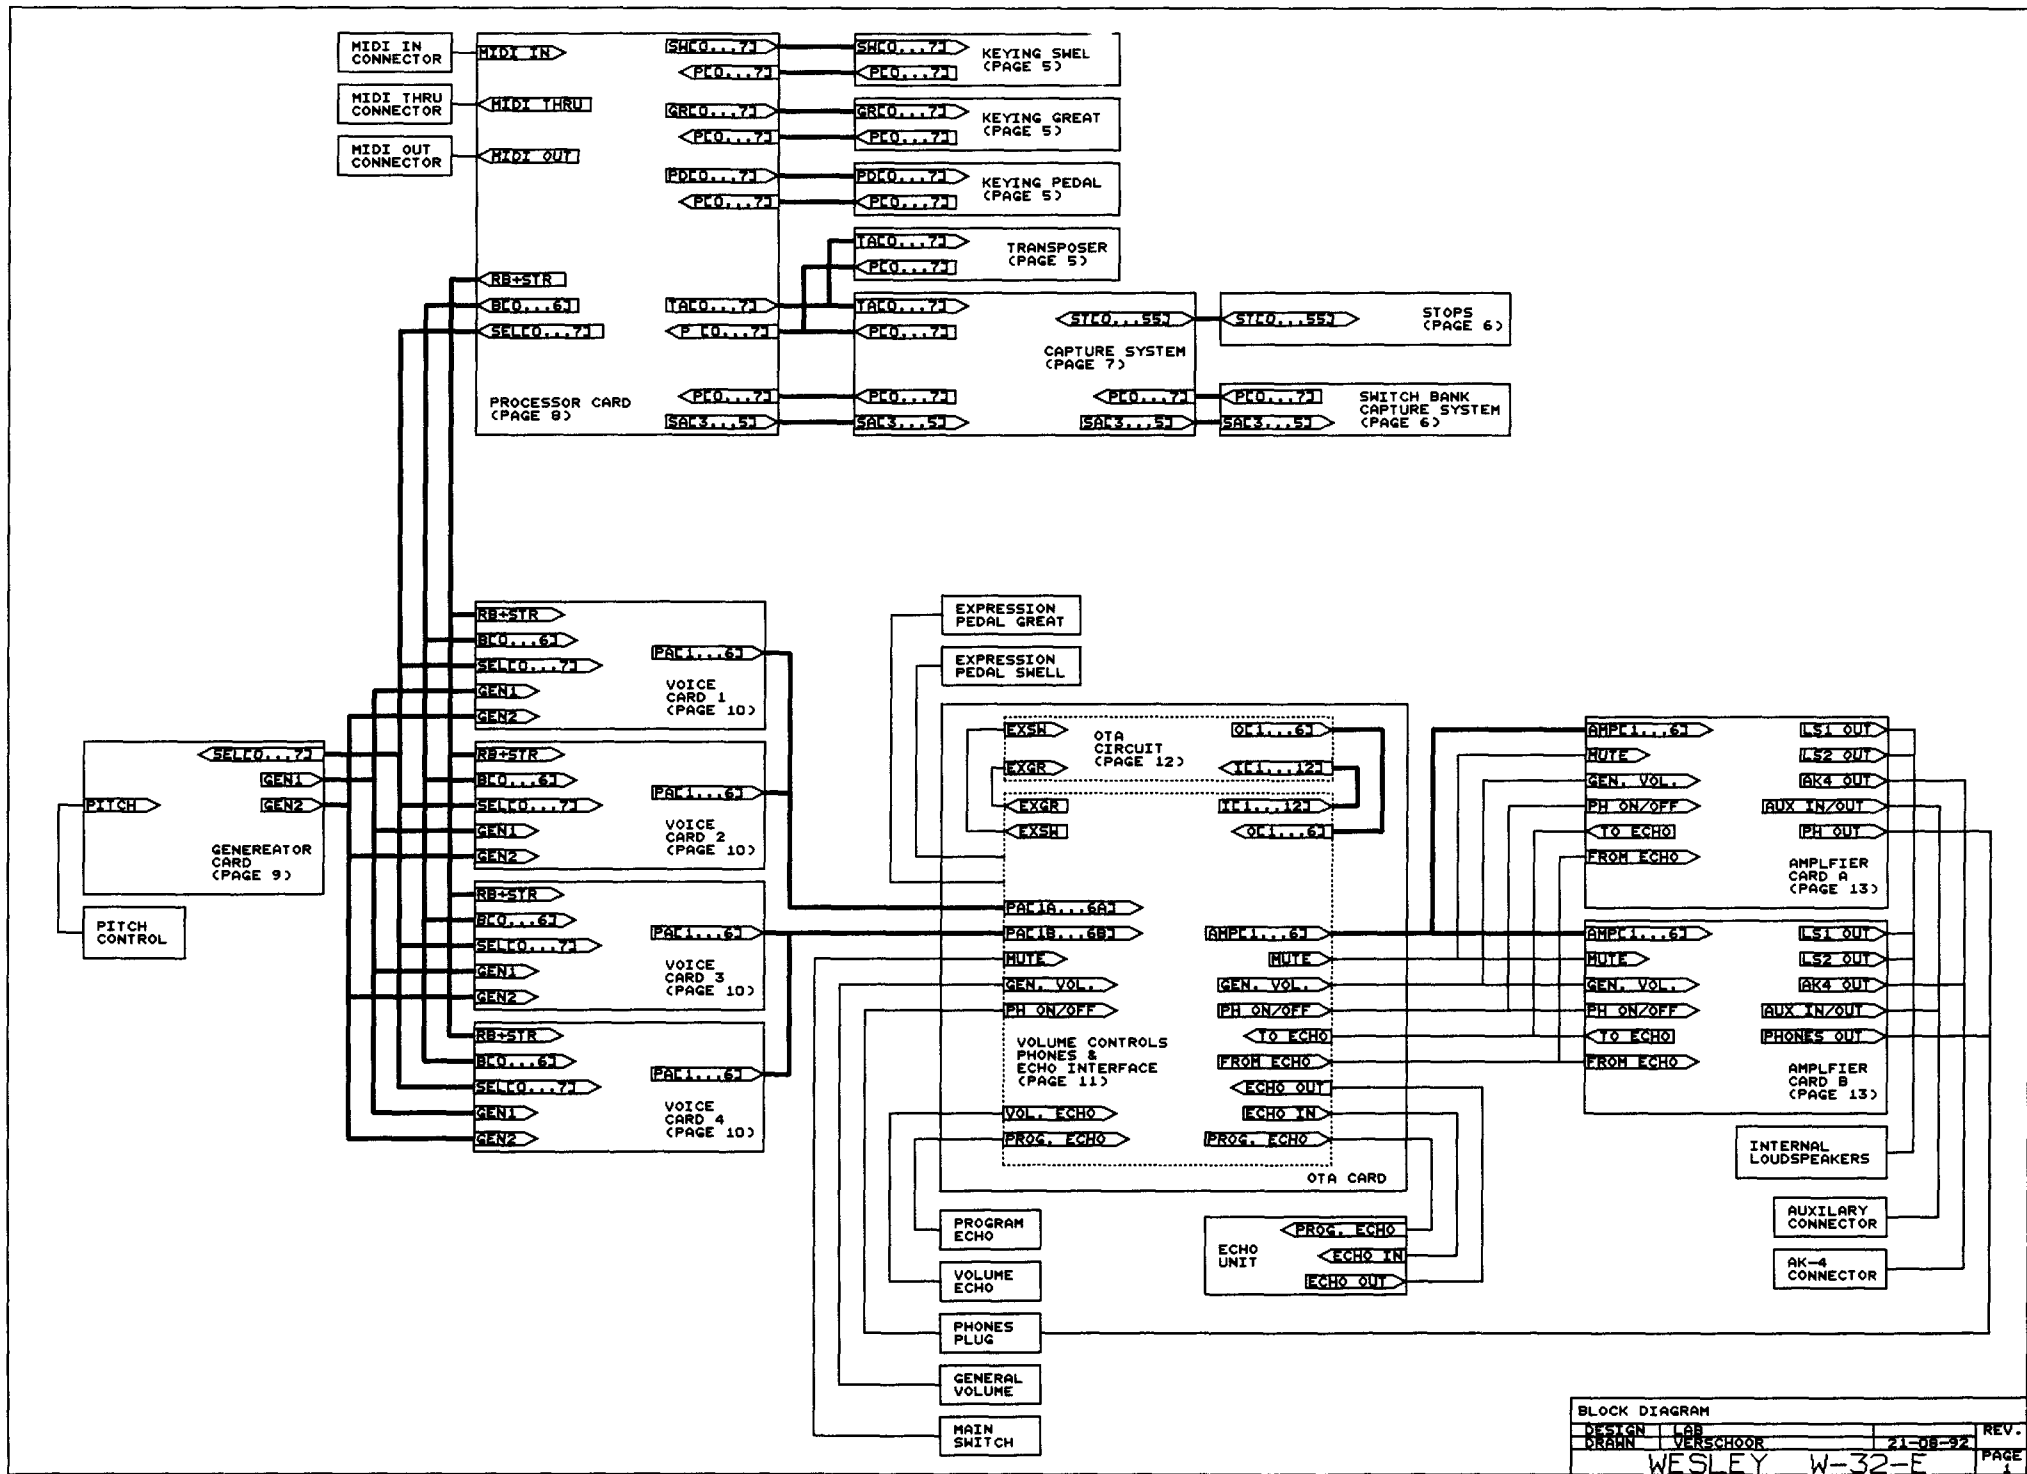 MIDI IN
CONNECTOR
MIDI THRU
CONNECTOR
MIDI OUT
CONNECTOR
MIDI IN
MIDI THRU
MIDI OUT
RB+STR
B[0...6]
SEL[0...7]
PROCESSOR CARD
(PAGE 8)
SW[0...7]
P[0...7]
GR[0...7]
P[0...7]
PD[0...7]
P[0...7]
TA[0...7]
P [0...7]
P[0...7]
SA[3...5]
SW[0...7]
P[0...7]
KEYING SWEL
(PAGE 5)
GR[0...7]
P[0...7]
KEYING GREAT
(PAGE 5)
PD[0...7]
P[0...7]
KEYING PEDAL
(PAGE 5)
TA[0...7]
P[0...7]
TRANSPOSER
(PAGE 5)
TA[0...7]
P[0...7]
P[0...7]
SA[3...5]
ST[0...55]
CAPTURE SYSTEM
(PAGE 7)
P[0...7]
SA[3...5]
ST[0...55]
STOPS
(PAGE 6)
P[0...7]
SA[3...5]
SWITCH BANK
CAPTURE SYSTEM
(PAGE 6)
SEL[0...7]
GEN1
GEN2
PITCH
GENEREATOR
CARD
(PAGE 9)
PITCH
CONTROL
RB+STR
B[0...6]
SEL[0...7]
GEN1
GEN2
PA[1...6]
VOICE
CARD 1
(PAGE 10)
RB+STR
B[0...6]
SEL[0...7]
GEN1
GEN2
PA[1...6]
VOICE
CARD 2
(PAGE 10)
RB+STR
B[0...6]
SEL[0...7]
GEN1
GEN2
PA[1...6]
VOICE
CARD 3
(PAGE 10)
RB+STR
B[0...6]
SEL[0...7]
GEN1
GEN2
PA[1...6]
VOICE
CARD 4
(PAGE 10)
EXPRESSION
PEDAL GREAT
EXPRESSION
PEDAL SWELL
EXSW
EXGR
OTA
CIRCUIT
(PAGE 12)
O[1...6]
I[1...12]
EXGR
EXSW
I[1...12]
O[1...6]
PA[1A...6A]
PA[1B...6B]
MUTE
GEN. VOL.
PH ON/OFF
VOLUME CONTROLS
PHONES &
ECHO INTERFACE
(PAGE 11)
VOL. ECHO
PROG. ECHO
AMP[1...6]
MUTE
GEN. VOL.
PH ON/OFF
TO ECHO
FROM ECHO
ECHO OUT
ECHO IN
PROG. ECHO
OTA CARD
PROGRAM
ECHO
VOLUME
ECHO
PHONES
PLUG
GENERAL
VOLUME
MAIN
SWITCH
ECHO
UNIT
PROG. ECHO
ECHO IN
ECHO OUT
AMP[1...6]
MUTE
GEN. VOL.
PH ON/OFF
TO ECHO
FROM ECHO
LS1 OUT
LS2 OUT
AK4 OUT
AUX IN/OUT
PH OUT
AMPLFIER
CARD A
(PAGE 13)
AMP[1...6]
MUTE
GEN. VOL.
PH ON/OFF
TO ECHO
FROM ECHO
LS1 OUT
LS2 OUT
AK4 OUT
AUX IN/OUT
PHONES OUT
AMPLFIER
CARD B
(PAGE 13)
INTERNAL
LOUDSPEAKERS
AUXILARY
CONNECTOR
AK-4
CONNECTOR
BLOCK DIAGRAM
DESIGN LAB REV.
DRAWN VERSCHOOR 21-08-92
WESLEY W-32-E
PAGE
1